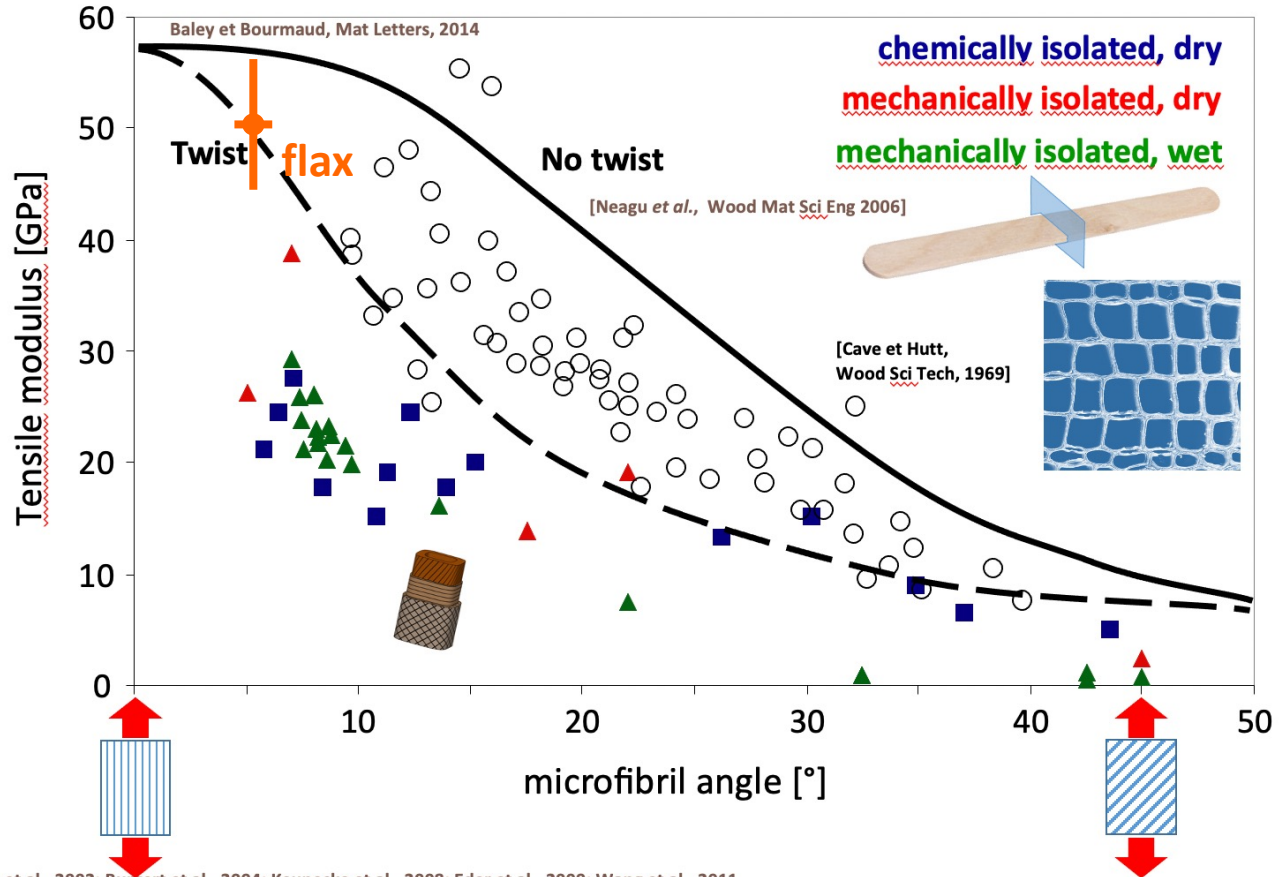 60
Baley et Bourmaud, Mat Letters, 2014
chemically isolated, dry
mechanically isolated, dry
mechanically isolated, wet
50
Twist
flax
No twist
[Neagu et al., Wood Mat Sci Eng 2006]
40
Tensile modulus [GPa]
30
[Cave et Hutt,
Wood Sci Tech, 1969]
20
10
0
10 20 30 40 50
microfibril angle [°]